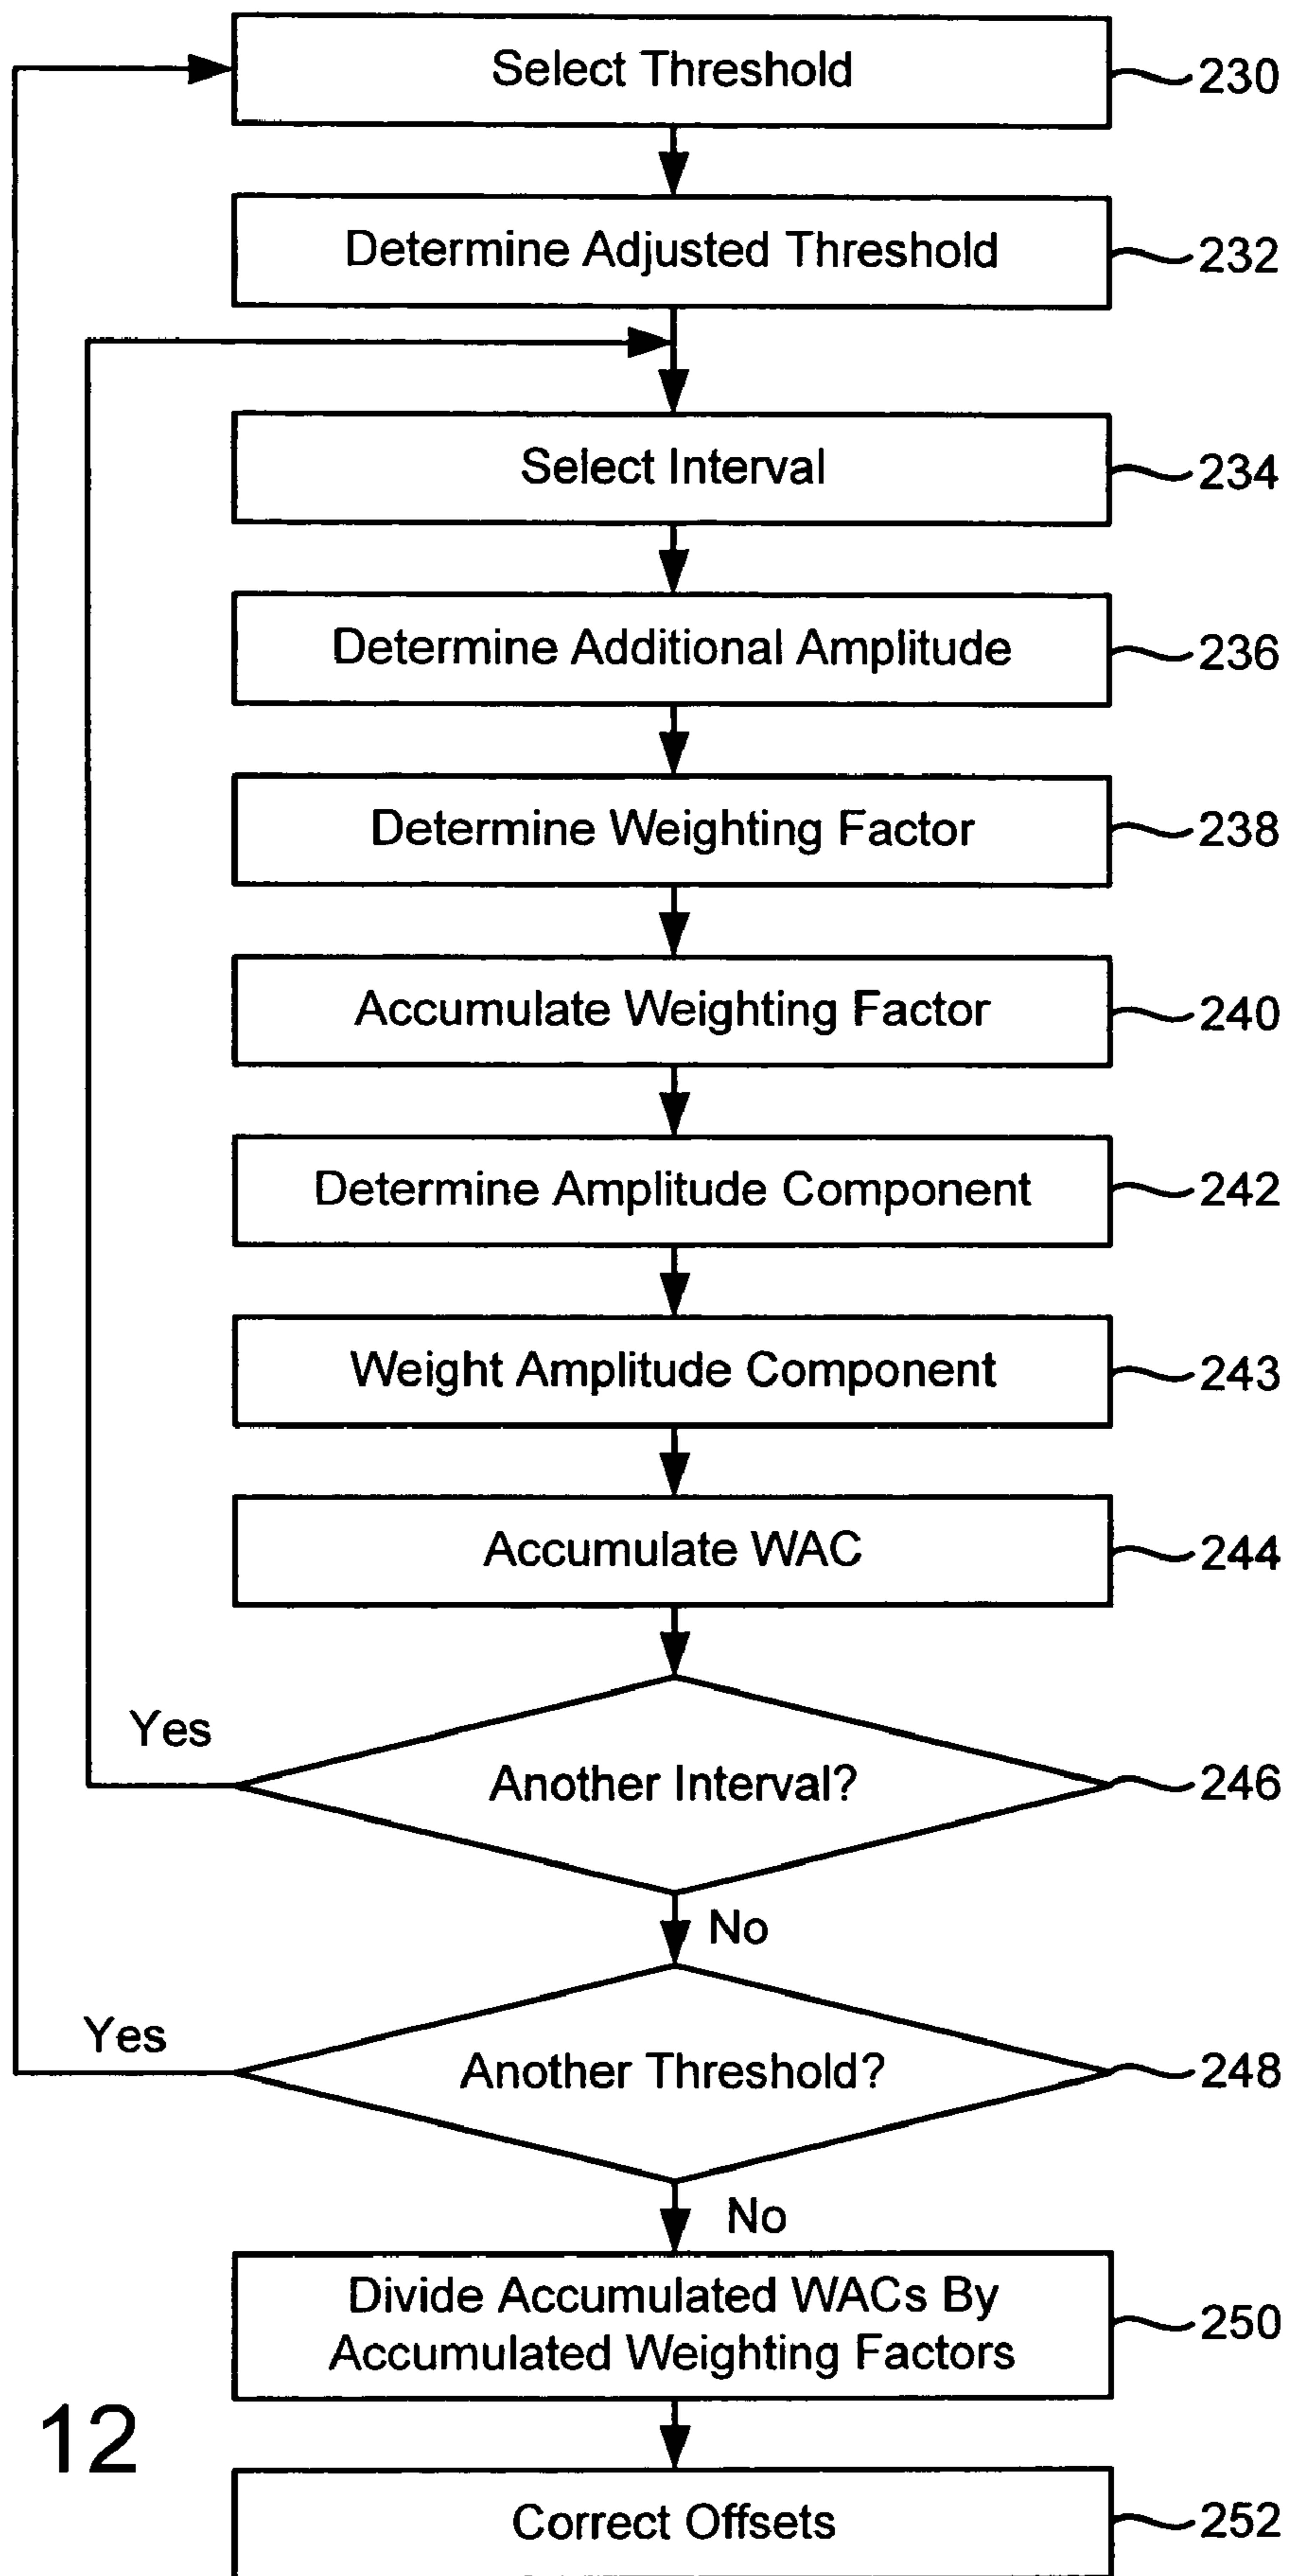 Select Threshold
230
Determine Adjusted Threshold
232
Select Interval
234
Determine Additional Amplitude
236
Determine Weighting Factor
238
Accumulate Weighting Factor
240
Determine Amplitude Component
242
Weight Amplitude Component
243
Accumulate WAC
244
Yes
Another Interval?
246
No
Yes
Another Threshold?
248
No
Divide Accumulated WACs By
Accumulated Weighting Factors
250
12
Correct Offsets
252